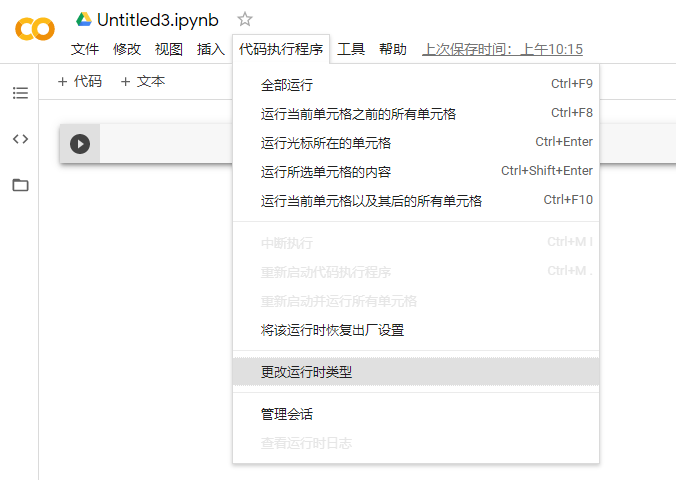 Untitled3.ipynb
文件 修改 视图 插入 代码执行程序 工具 帮助 上次保存时间：上午10:15
+ 代码 + 文本
全部运行 Ctrl+F9
运行当前单元格之前的所有单元格 Ctrl+F8
运行光标所在的单元格 Ctrl+Enter
运行所选单元格的内容 Ctrl+Shift+Enter
运行当前单元格以及其后的所有单元格 Ctrl+F10
中断执行 Ctrl+M I
重新启动代码执行程序 Ctrl+M .
重新启动并运行所有单元格
将该运行时恢复出厂设置
更改运行时类型
管理会话
查看运行时日志